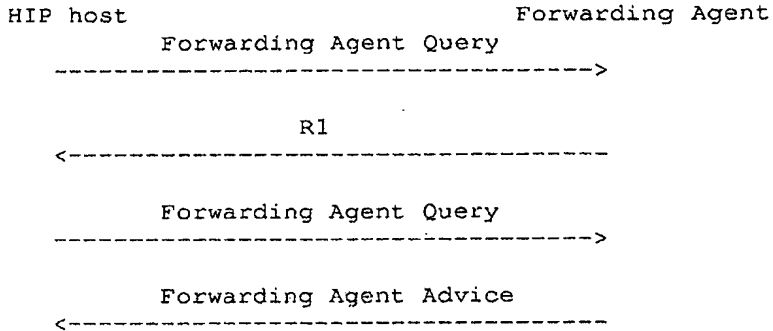 HIP host Forwarding Agent
Forwarding Agent Query
----------------------------------->
R1
<-----------------------------------
Forwarding Agent Query
----------------------------------->
Forwarding Agent Advice
<-----------------------------------